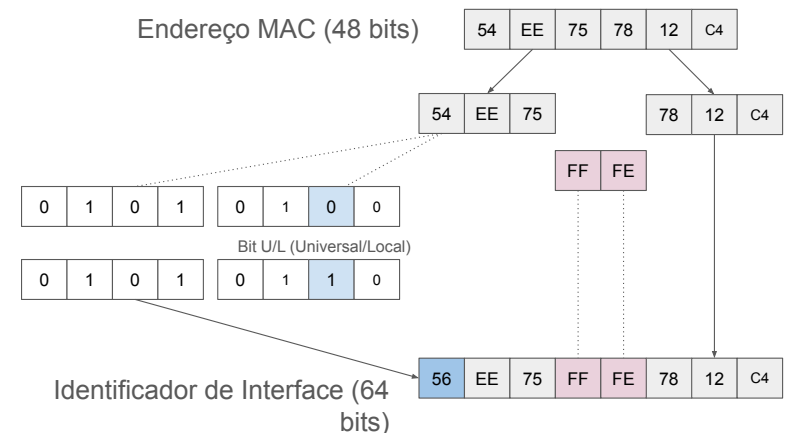 Endereço MAC (48 bits)
54 EE 75 78 12 C4
54 EE 75
78 12 C4
FF FE
0 1 0 1 0 1 0 0
Bit U/L (Universal/Local)
0 1 0 1 0 1 1 0
56 EE 75 FF FE 78 12 C4
Identificador de Interface (64
bits)